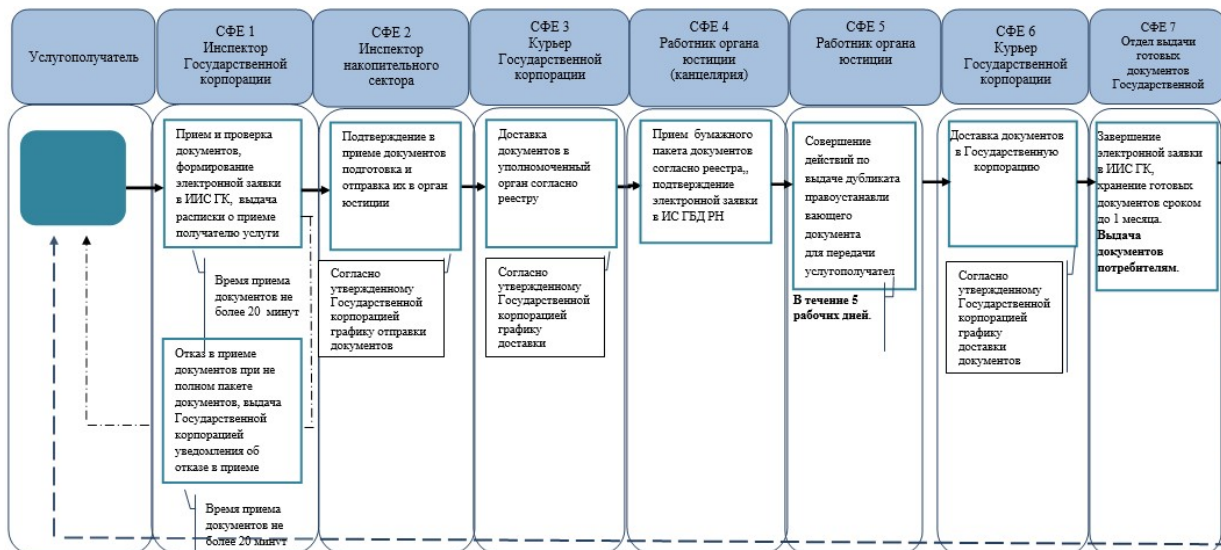 Услугополучатель
СФЕ 1
Инспектор
Государственной
корпорации
СФЕ 2
Инспектор
накопительного
сектора
СФЕ 3
Курьер
Государственной
корпорации
СФЕ 4
Работник органа
юстиции
(канцелярия)
СФЕ 5
Работник органа
юстиции
СФЕ 6
Курьер
Государственной
корпорации
СФЕ 7
Отдел выдачи
готовых
документов
Государственной
Прием и проверка
документов,
формирование
электронной заявки
в ИИС ГК, выдача
расписки о приеме
получателю услуги
Время приема
документов не
более 20 минут
Отказ в приеме
документов при не
полном пакете
документов, выдача
Государственной
корпорацией
уведомления об
отказе в приеме
Время приема
документов не
более 20 минут
Подтверждение в
приеме документов
подготовка и
отправка их в орган
юстиции
Согласно
утвержденному
Государственной
корпорацией
графику отправки
документов
Доставка
документов в
уполномоченный
орган согласно
реестру
Согласно
утвержденному
Государственной
корпорацией
графику
доставки
Прием бумажного
пакета документов
согласно реестра,,
подтверждение
электронной заявки
в ИС ГБД РН
Совершение
действий по
выдаче дубликата
правоустанавли
вающего
документа
для передачи
услугополучател
В течение 5
рабочих дней.
Доставка документов
в Государственную
корпорацию
Согласно
утвержденному
Государственной
корпорацией
графику
доставки
документов
Завершение
электронной заявки
в ИИС ГК,
хранение готовых
документов сроком
до 1 месяца.
Выдача
документов
потребителям.